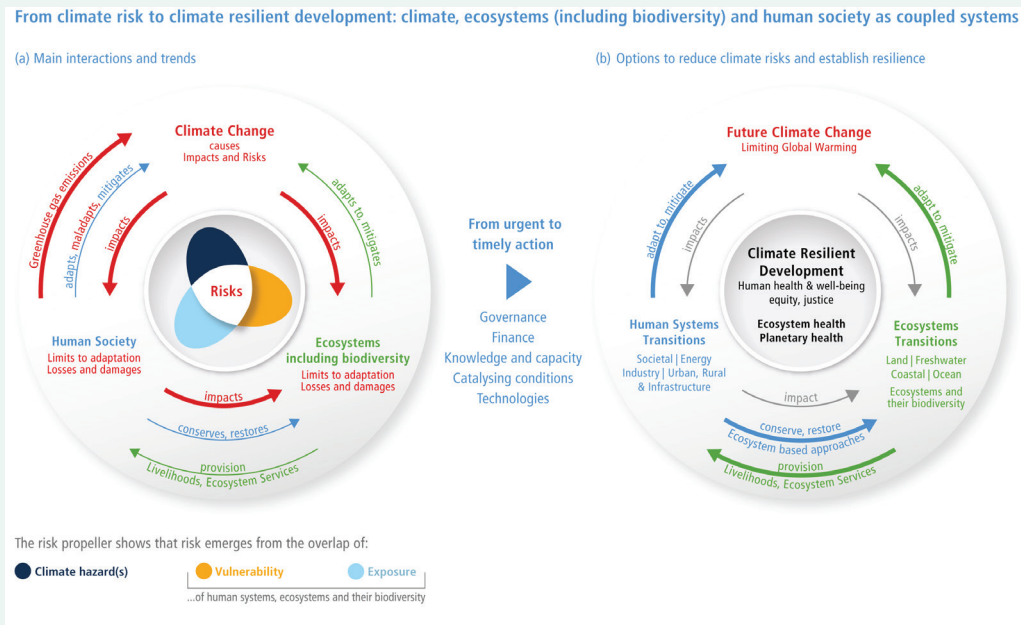 From climate risk to climate resilient development: climate, ecosystems (including biodiversity) and human society as coupled systems
(a) Main interactions and trends
Climate Change
causes
Impacts and Risks
Greenhouse gas emissions
adapts, maladapts, mitigates
impacts
impacts
adapts to, mitigates
Risks
Human Society
Limits to adaptation
Losses and damages
Ecosystems
including biodiversity
Limits to adaptation
Losses and damages
impacts
conserves, restores
provision
Livelihoods, Ecosystem Services
From urgent to
timely action
Governance
Finance
Knowledge and capacity
Catalysing conditions
Technologies
(b) Options to reduce climate risks and establish resilience
Future Climate Change
Limiting Global Warming
adapt to, mitigate
impacts
impacts
adapt to, mitigate
Climate Resilient
Development
Human health & well-being
equity, justice
Ecosystem health
Planetary health
Human Systems
Transitions
Societal | Energy
Industry | Urban, Rural
& Infrastructure
Ecosystems
Transitions
Land | Freshwater
Coastal | Ocean
Ecosystems and
their biodiversity
impact
conserve, restore
Ecosystem based approaches
provision
Livelihoods, Ecosystem Services
The risk propeller shows that risk emerges from the overlap of:
Climate hazard(s)
Vulnerability
Exposure
...of human systems, ecosystems and their biodiversity